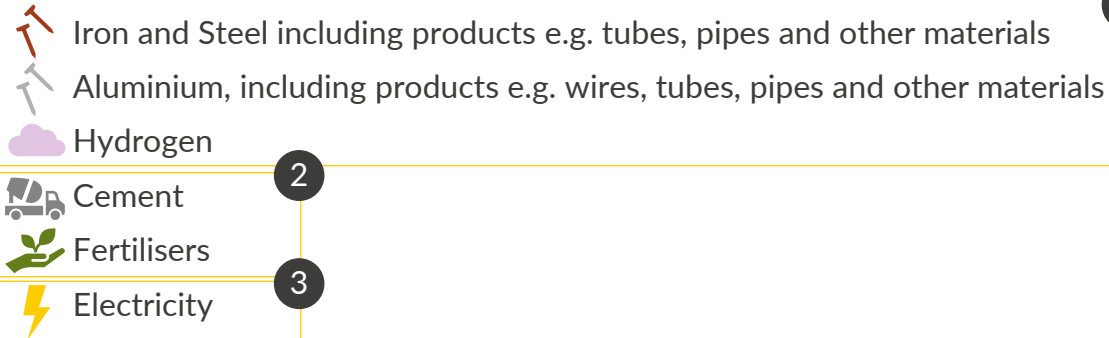 Iron and Steel including products e.g. tubes, pipes and other materials
Aluminium, including products e.g. wires, tubes, pipes and other materials
Hydrogen
2
Cement
Fertilisers
3
Electricity